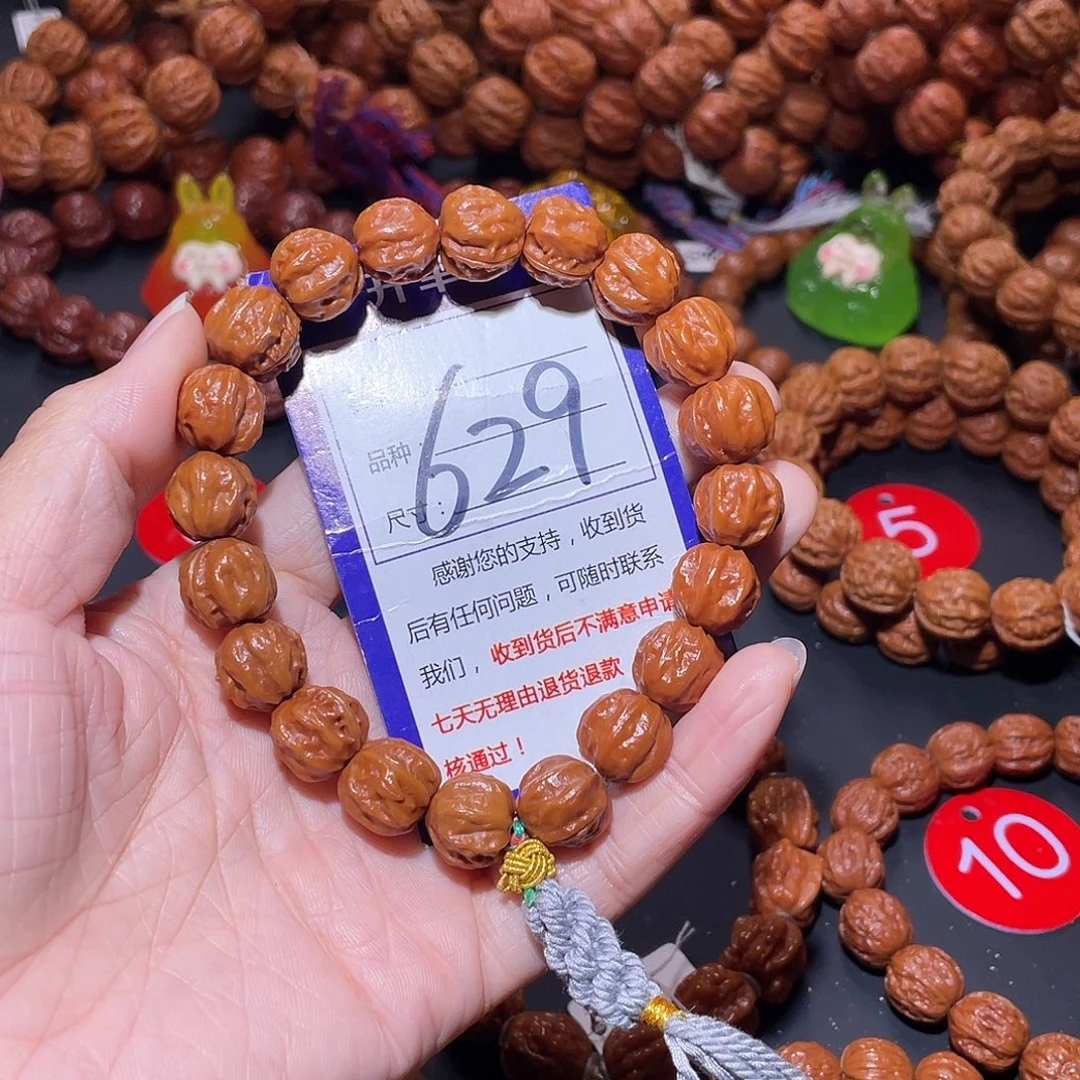 品种：
629
尺寸：
感谢您的支持，收到货
后有任何问题，可随时联系
我们，收到货后不满意申请
七天无理由退货退款
核通过！
5
10